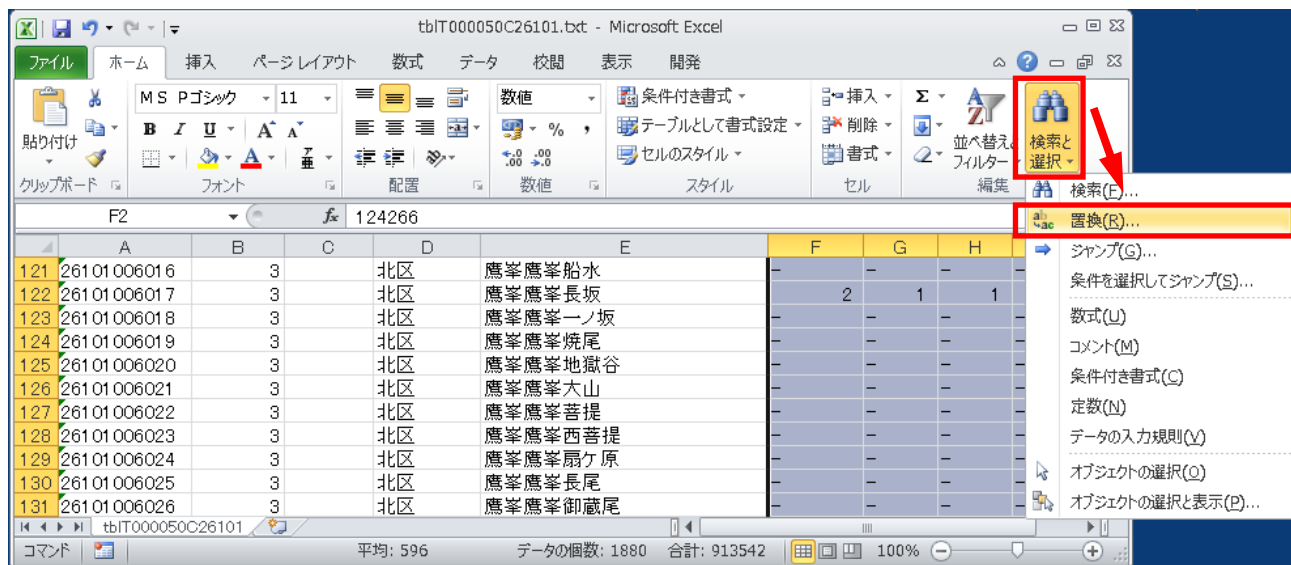 tblT000050C26101.txt - Microsoft Excel
ファイル ホーム 挿入 ページ レイアウト 数式 データ 校閲 表示 開発
貼り付け
クリップボード
ＭＳ Ｐゴシック 11
B I U A A
フォント
配置
数値
% ,
数値
条件付き書式
テーブルとして書式設定
セルのスタイル
スタイル
挿入
削除
書式
セル
Σ
並べ替えと
フィルター
検索と
選択
編集
検索(F)...
置換(R)...
ジャンプ(G)...
条件を選択してジャンプ(S)...
数式(U)
コメント(M)
条件付き書式(C)
定数(N)
データの入力規則(V)
オブジェクトの選択(O)
オブジェクトの選択と表示(P)...
F2 fx 124266
A B C D E F G H
121 26101006016 3 北区 鷹峯鷹峯船水 − − −
122 26101006017 3 北区 鷹峯鷹峯長坂 2 1 1
123 26101006018 3 北区 鷹峯鷹峯一ノ坂 − − −
124 26101006019 3 北区 鷹峯鷹峯焼尾 − − −
125 26101006020 3 北区 鷹峯鷹峯地獄谷 − − −
126 26101006021 3 北区 鷹峯鷹峯大山 − − −
127 26101006022 3 北区 鷹峯鷹峯菩提 − − −
128 26101006023 3 北区 鷹峯鷹峯西菩提 − − −
129 26101006024 3 北区 鷹峯鷹峯扇ケ原 − − −
130 26101006025 3 北区 鷹峯鷹峯長尾 − − −
131 26101006026 3 北区 鷹峯鷹峯御蔵尾 − − −
tblT000050C26101
コマンド 平均: 596 データの個数: 1880 合計: 913542 100%